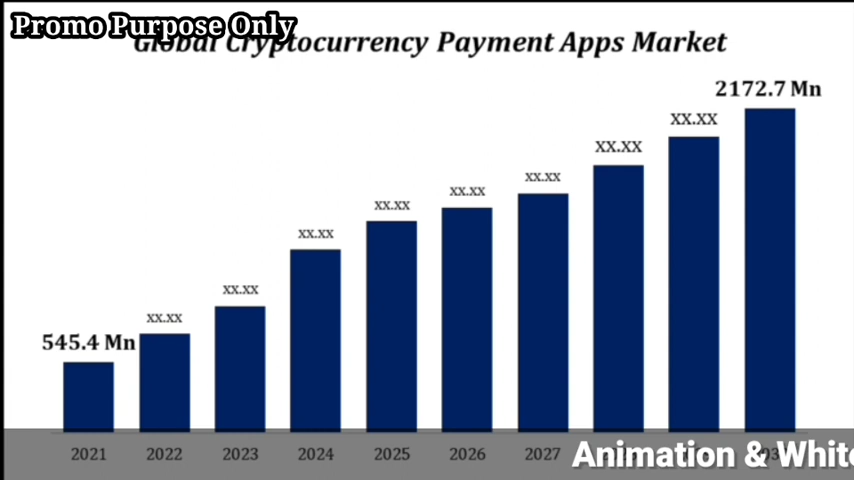 Promo Purpose Only
Global Cryptocurrency Payment Apps Market
2172.7 Mn
xx.xx
xx.xx
xx.xx
xx.xx
xx.xx
xx.xx
xx.xx
xx.xx
545.4 Mn
2021 2022 2023 2024 2025 2026 2027
Animation & White